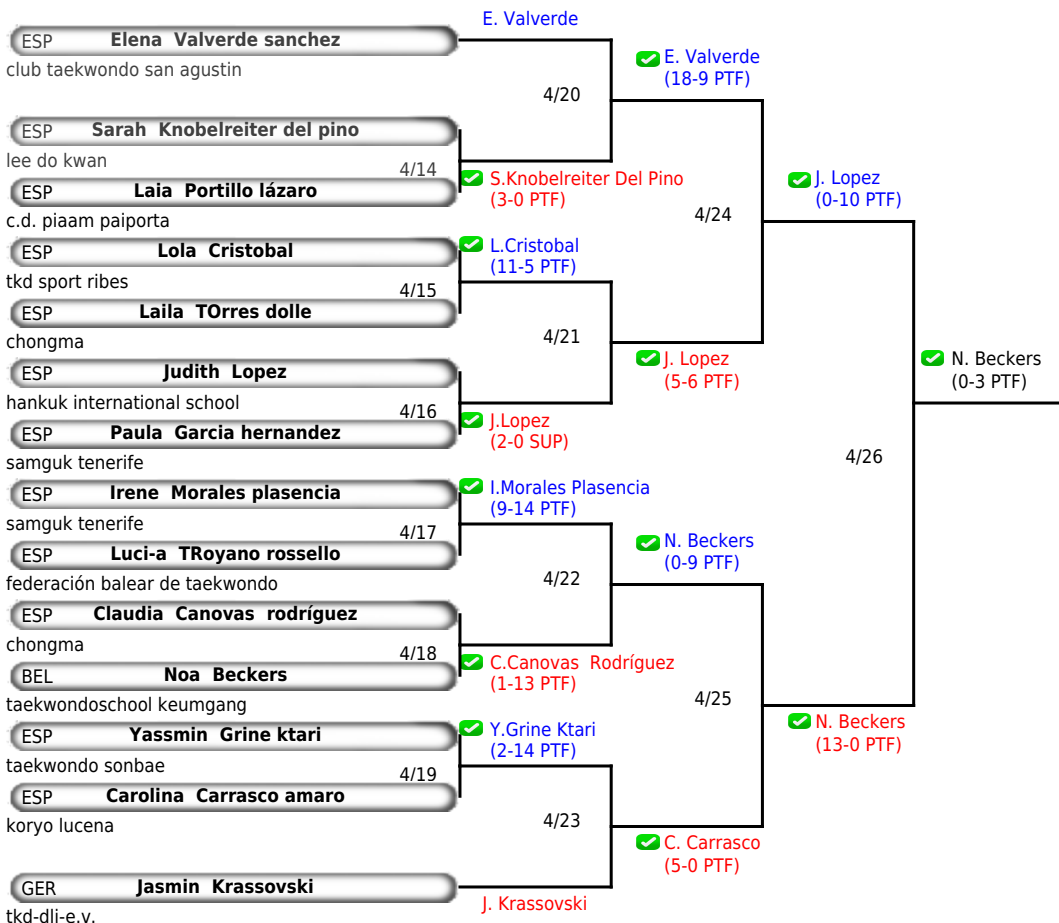 E. Valverde
ESP Elena Valverde sanchez
club taekwondo san agustin
E. Valverde
(18-9 PTF)
4/20
ESP Sarah Knobelreiter del pino
lee do kwan
4/14
S.Knobelreiter Del Pino
(3-0 PTF)
ESP Laia Portillo lázaro
c.d. piaam paiporta
J. Lopez
(0-10 PTF)
4/24
ESP Lola Cristobal
tkd sport ribes
L.Cristobal
(11-5 PTF)
4/15
ESP Laila TOrres dolle
chongma
4/21
J. Lopez
(5-6 PTF)
ESP Judith Lopez
hankuk international school
4/16
J.Lopez
(2-0 SUP)
ESP Paula Garcia hernandez
samguk tenerife
N. Beckers
(0-3 PTF)
4/26
ESP Irene Morales plasencia
samguk tenerife
I.Morales Plasencia
(9-14 PTF)
4/17
ESP Luci-a TRoyano rossello
federación balear de taekwondo
4/22
N. Beckers
(0-9 PTF)
ESP Claudia Canovas rodríguez
chongma
4/18
C.Canovas Rodríguez
(1-13 PTF)
BEL Noa Beckers
taekwondoschool keumgang
4/25
N. Beckers
(13-0 PTF)
ESP Yassmin Grine ktari
taekwondo sonbae
Y.Grine Ktari
(2-14 PTF)
4/19
ESP Carolina Carrasco amaro
koryo lucena
4/23
C. Carrasco
(5-0 PTF)
GER Jasmin Krassovski
J. Krassovski
tkd-dli-e.v.